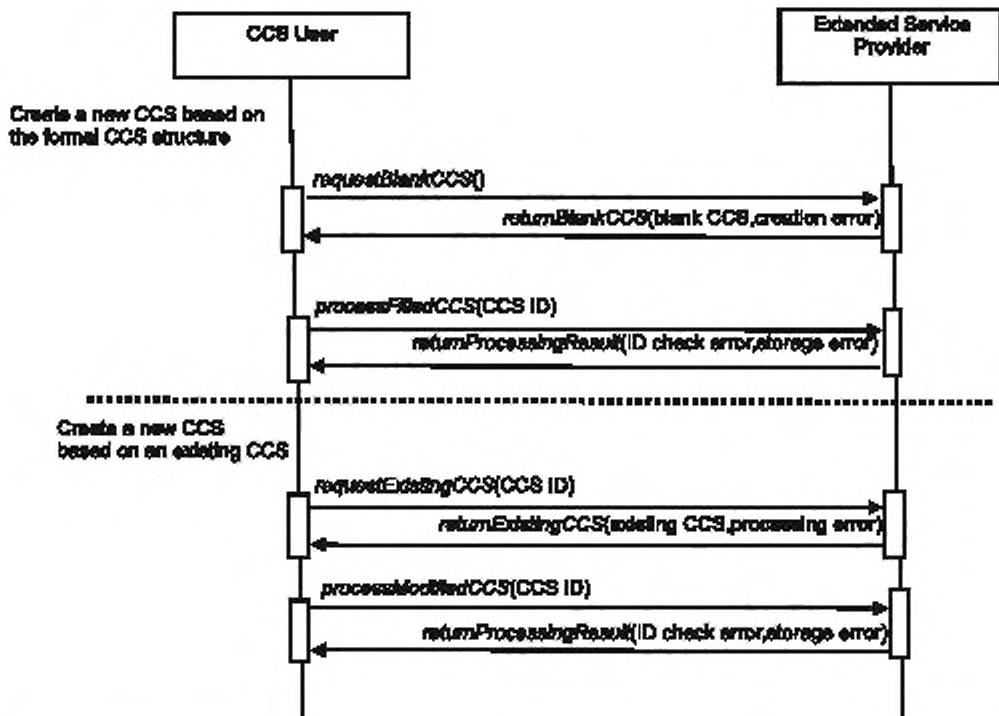 CCS User
Extended Service
Provider
Create a new CCS based on
the formal CCS structure
requestBlankCCS()
returnBlankCCS(blank CCS,creation error)
processFilledCCS(CCS ID)
returnProcessingResult(ID check error,storage error)
Create a new CCS
based on an existing CCS
requestExistingCCS(CCS ID)
returnExistingCCS(existing CCS,processing error)
processModifiedCCS(CCS ID)
returnProcessingResult(ID check error,storage error)